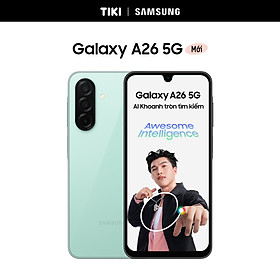 TIKI | SAMSUNG
Galaxy A26 5G Mới
Galaxy A26 5G
AI Khoanh tròn tìm kiếm
Awesome
Intelligence